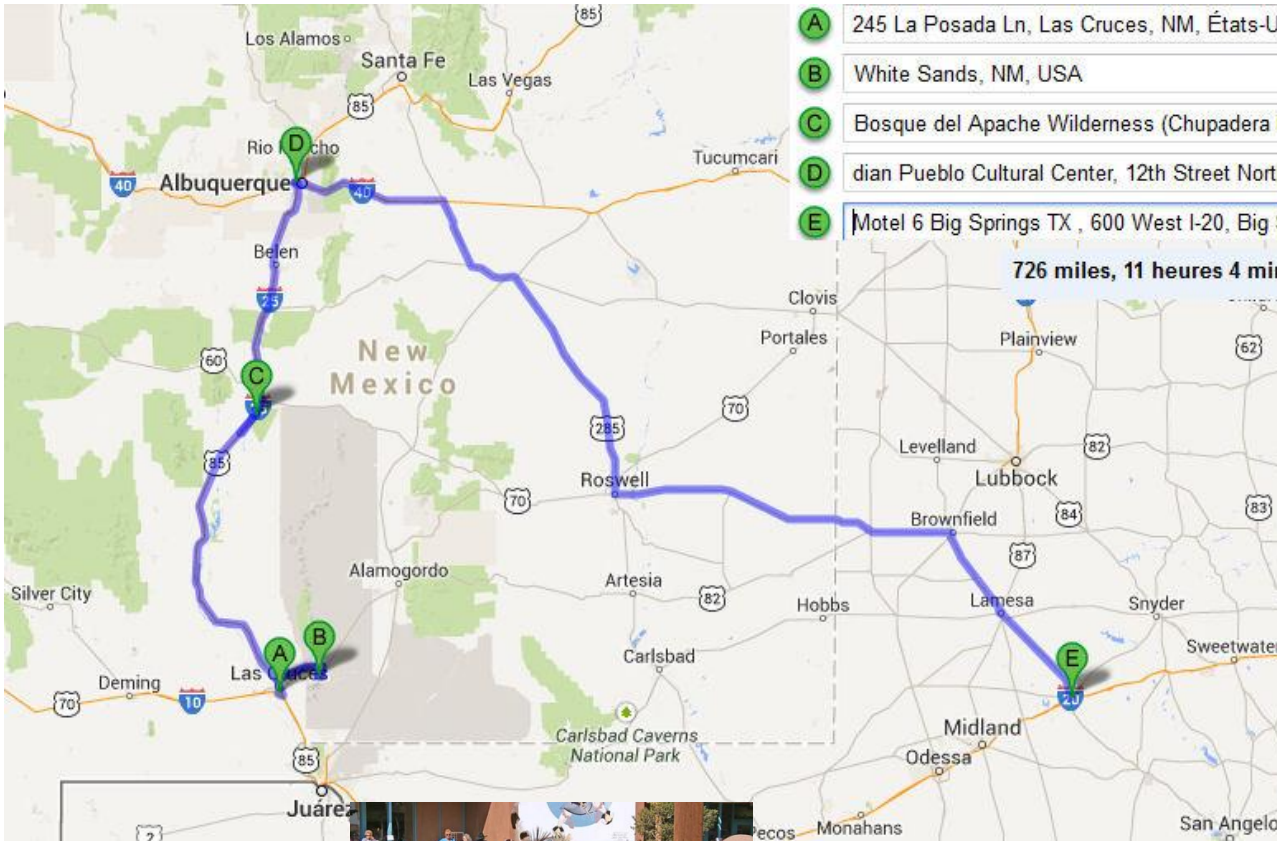 A 245 La Posada Ln, Las Cruces, NM, États-U
B White Sands, NM, USA
C Bosque del Apache Wilderness (Chupadera
D dian Pueblo Cultural Center, 12th Street Nort
E Motel 6 Big Springs TX , 600 West I-20, Big
726 miles, 11 heures 4 min
85
Los Alamos
Santa Fe
Las Vegas
85
D
Tucumcari
40
Albuquerque
40
Belen
25
Clovis
Portales
Plainview
62
60
New
Mexico
C
70
285
Levelland
82
85
Roswell
70
Lubbock
84
83
Brownfield
87
Alamogordo
Artesia
82
Silver City
Hobbs
Lamesa
Snyder
A
B
E
Sweetwater
Las Cruces
Carlsbad
Deming
70
10
20
Midland
Carlsbad Caverns
National Park
Odessa
85
Juárez
2
Pecos
Monahans
San Angelo